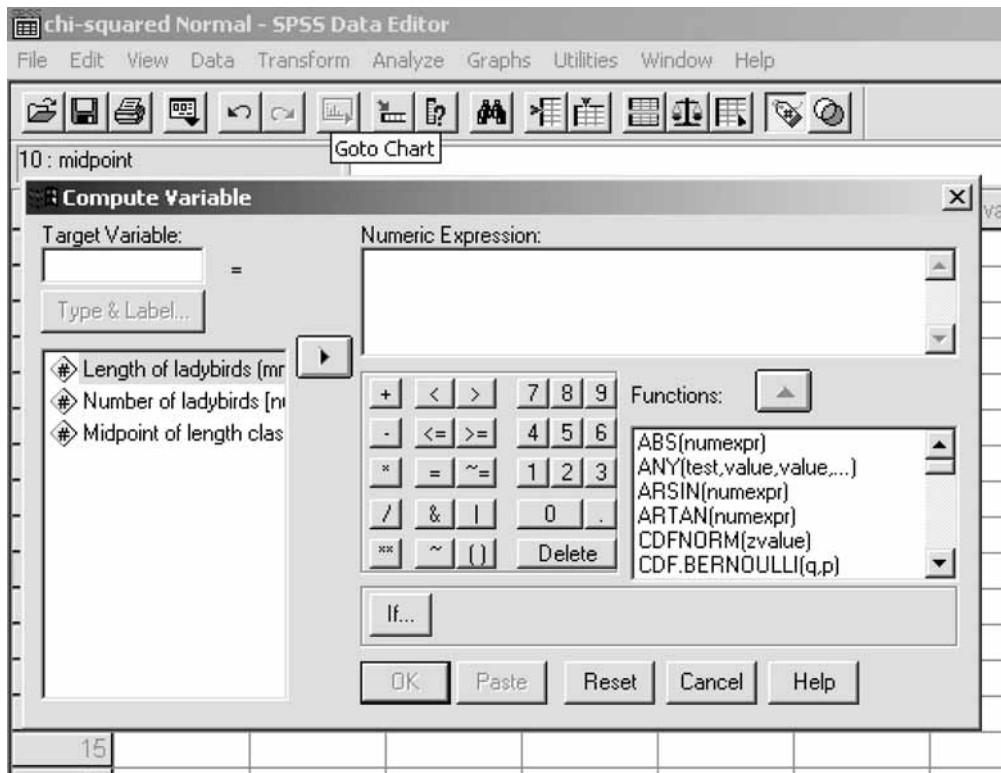 SPSS
chi-squared Normal - SPSS Data Editor
File Edit View Data Transform Analyze Graphs Utilities Window Help
Goto Chart
10 : midpoint
Compute Variable
va
Target Variable:
Numeric Expression:
=
Type & Label...
# Length of ladybirds (mr
# Number of ladybirds [nu
# Midpoint of length clas
+ < > 7 8 9
Functions:
- <= >= 4 5 6
* = ~= 1 2 3
/ & | 0 .
** ~ ( ) Delete
ABS(numexpr)
ANY(test,value,value,...)
ARSIN(numexpr)
ARTAN(numexpr)
CDFNORM(zvalue)
CDF.BERNOULLI(q,p)
If...
OK Paste Reset Cancel Help
15